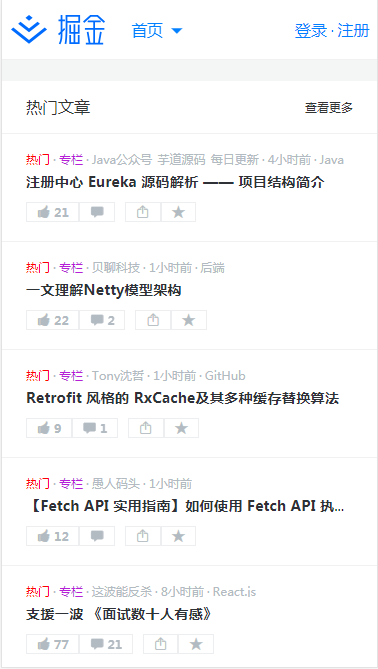 掘金 首页 登录 · 注册
热门文章 查看更多
热门 · 专栏 · Java公众号 芋道源码 每日更新 · 4小时前 · Java
注册中心 Eureka 源码解析 —— 项目结构简介
21
热门 · 专栏 · 贝聊科技 · 1小时前 · 后端
一文理解Netty模型架构
22 2
热门 · 专栏 · Tony沈哲 · 1小时前 · GitHub
Retrofit 风格的 RxCache及其多种缓存替换算法
9 1
热门 · 专栏 · 愚人码头 · 1小时前
【Fetch API 实用指南】如何使用 Fetch API 执...
12
热门 · 专栏 · 这波能反杀 · 8小时前 · React.js
支援一波 《面试数十人有感》
77 21